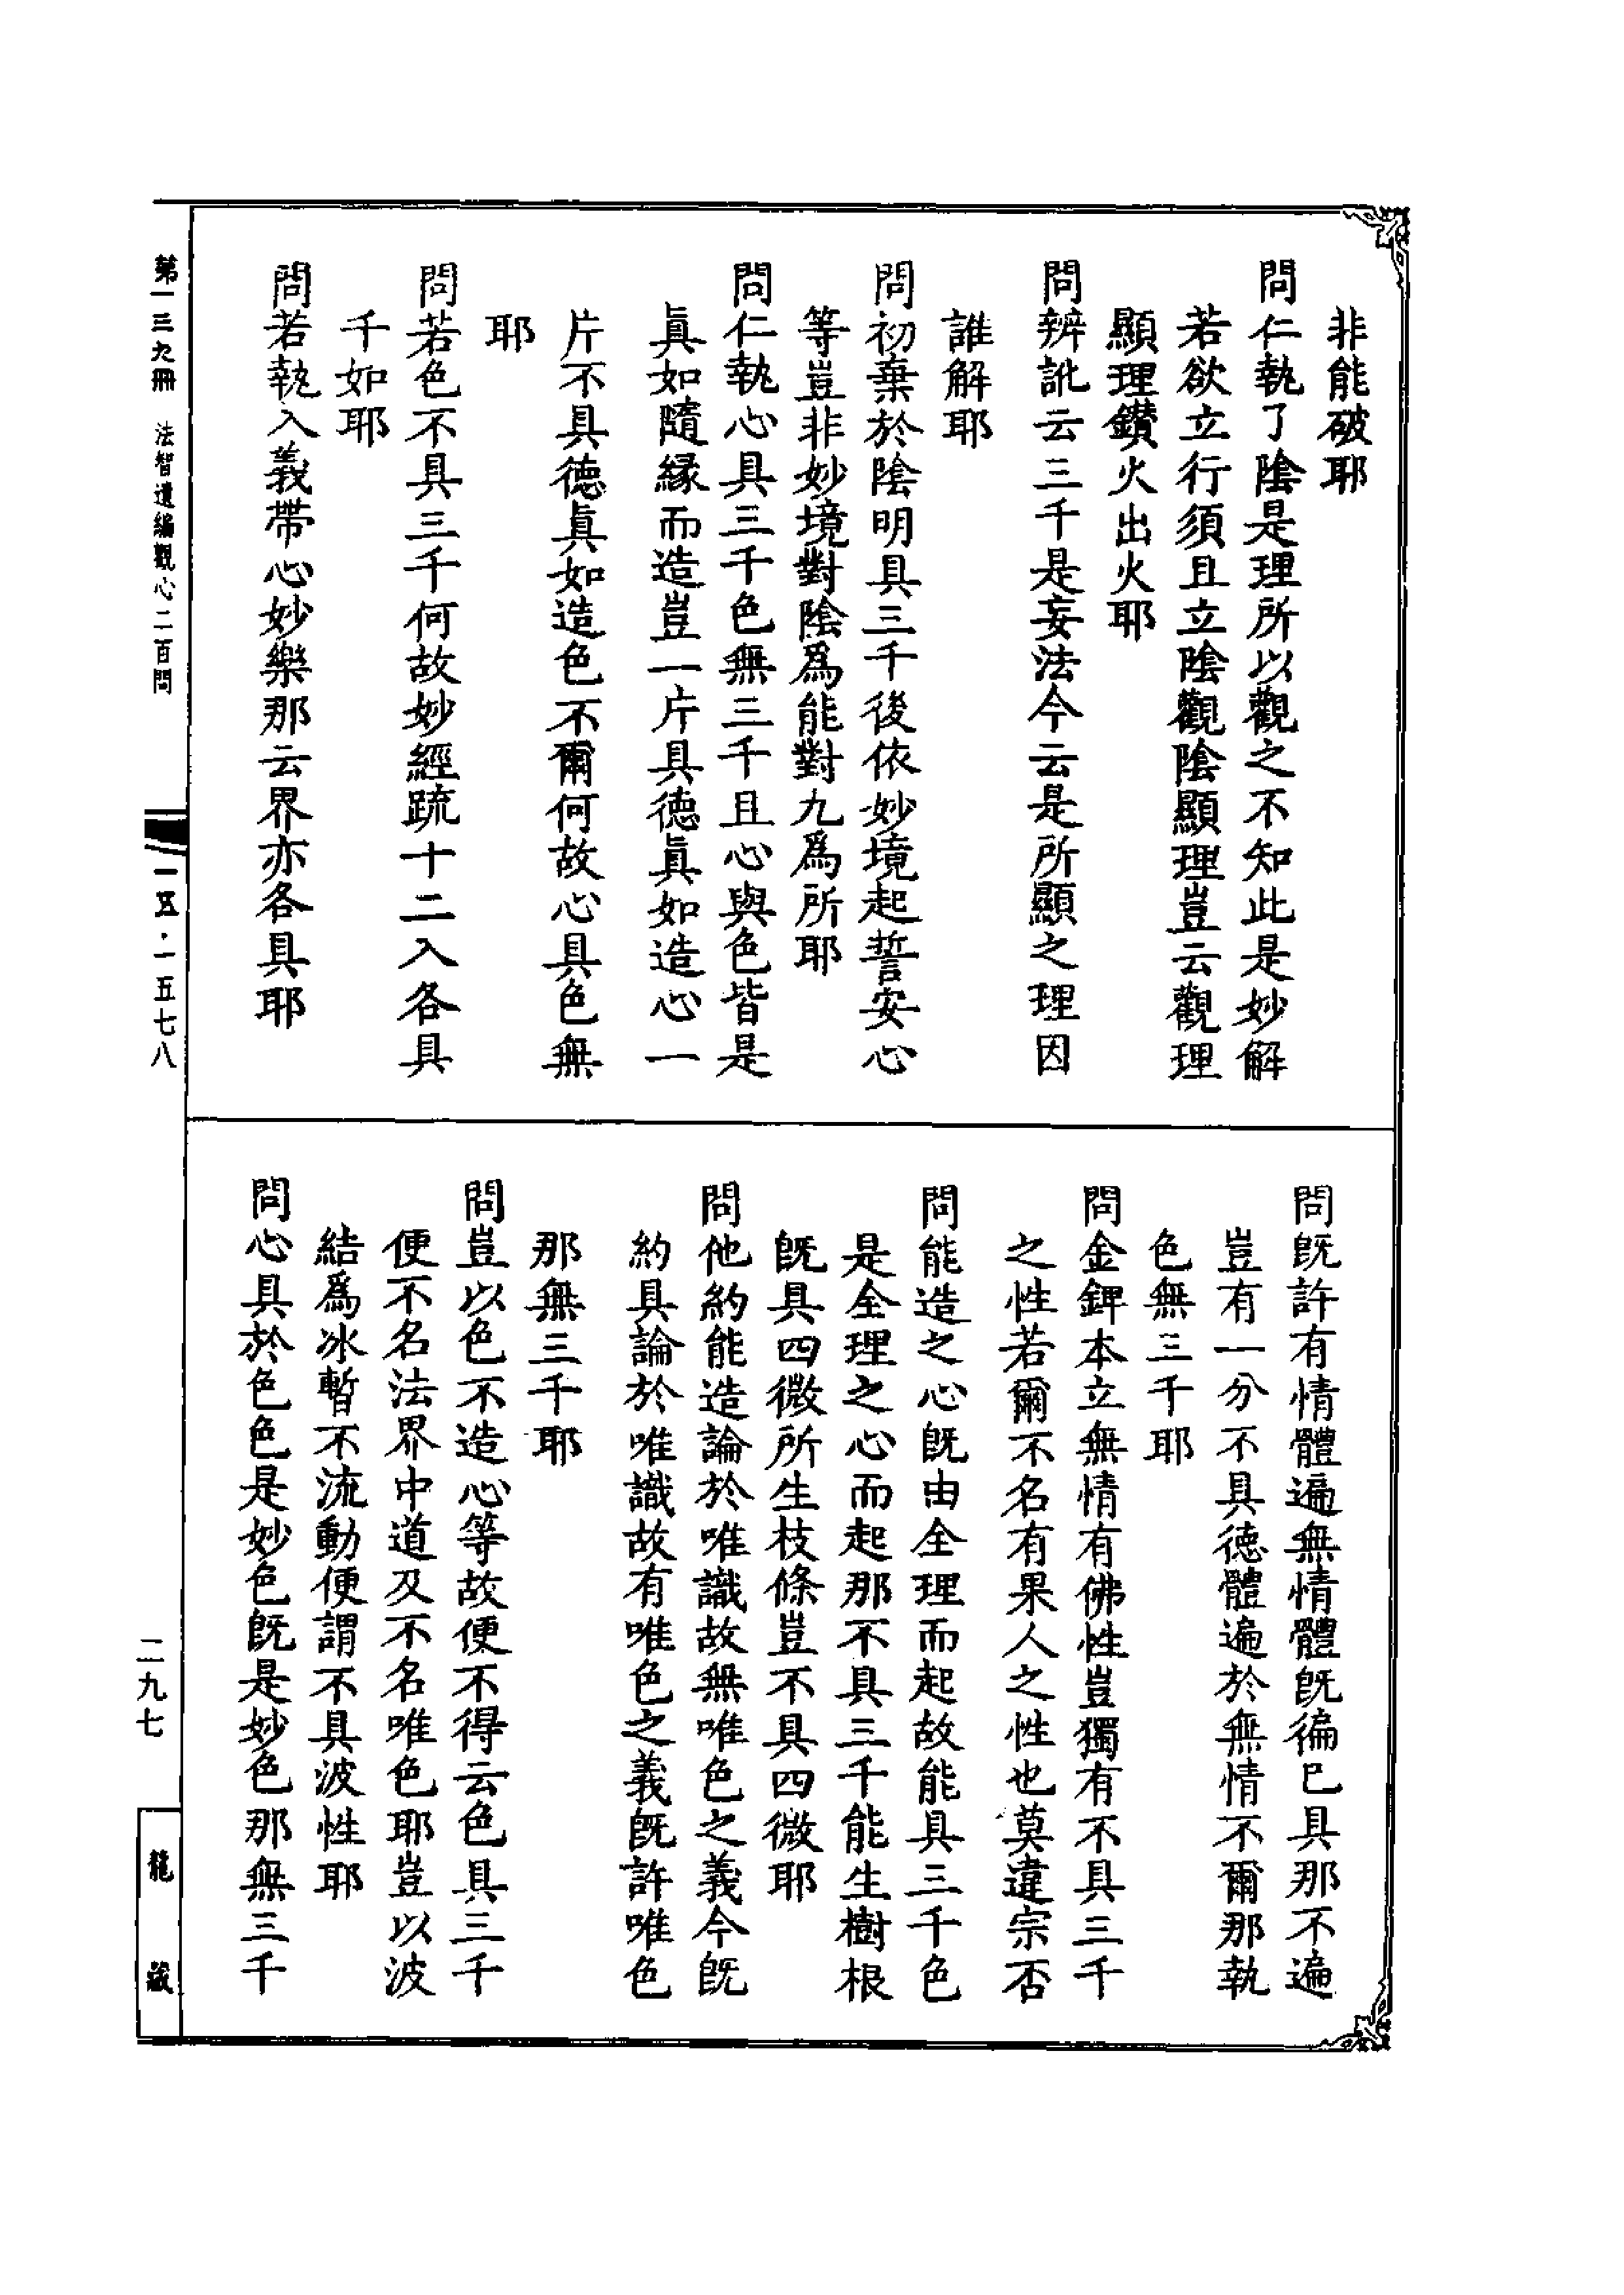 非能破耶
問仁執了陰是理所以觀之不知此是妙解
若欲立行須且立陰觀陰顯理豈云觀理
顯理鑽火出火耶
問辨訛云三千是妄法今云是所顯之理因
誰解耶
問初棄於陰明具三千後依妙境起誓安心
等豈非妙境對陰爲能對九爲所耶
問仁執心具三千色無三千且心與色皆是
眞如隨緣而造豈一片具德眞如造心一
片不具德眞如造色不爾何故心具色無
耶
問若色不具三千何故妙經疏十二入各具
千如耶
問若執入義帶心妙樂那云界亦各具耶
問旣許有情體遍無情體旣徧已具那不遍
豈有一分不具德體遍於無情不爾那執
色無三千耶
問金錍本立無情有佛性豈獨有不具三千
之性若爾不名有果人之性也莫違宗否
問能造之心旣由全理而起故能具三千色
是全理之心而起那不具三千能生樹根
旣具四微所生枝條豈不具四微耶
問他約能造論於唯識故無唯色之義今旣
約具論於唯識故有唯色之義旣許唯色
那無三千耶
問豈以色不造心等故便不得云色具三千
便不名法界中道及不名唯色耶豈以波
結爲冰暫不流動便謂不具波性耶
問心具於色色是妙色旣是妙色那無三千
第一三九冊 法智遺編觀心二百問
一五·一五七八
二九七
龍藏